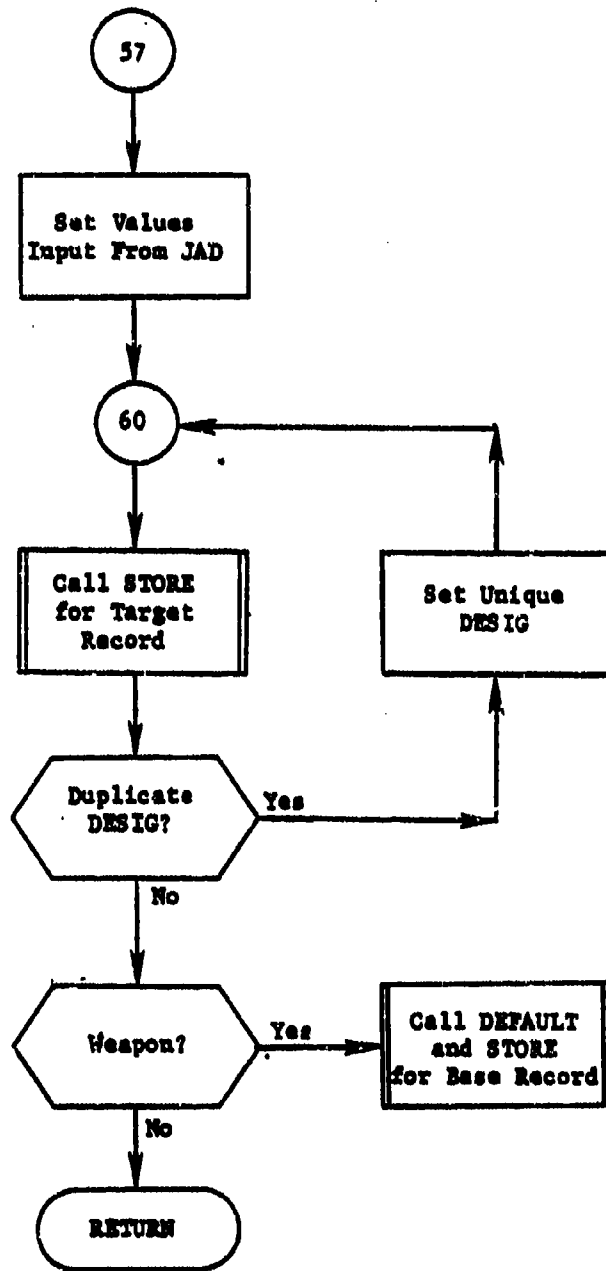 57
Set Values
Input From JAD
60
Call STORE
for Target
Record
Set Unique
DESIG
Duplicate
DESIG?
Yes
No
Weapon?
Yes
Call DEFAULT
and STORE
for Base Record
No
RETURN